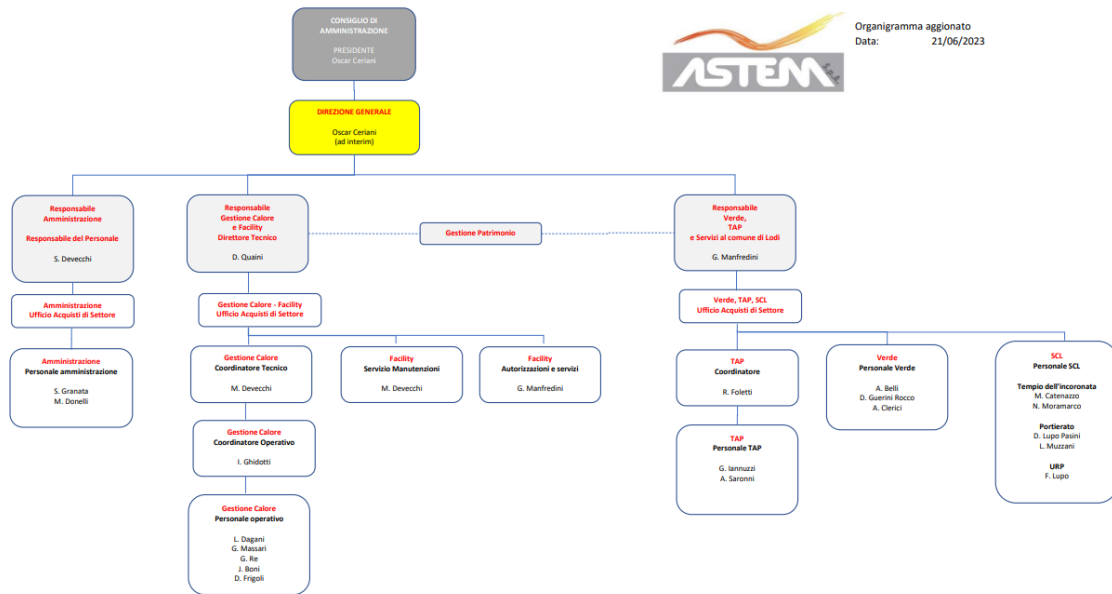 CONSIGLIO DI
AMMINISTRAZIONE
PRESIDENTE
Oscar Ceriani
ASTEM S.p.A.
Organigramma aggionato
Data: 21/06/2023
DIREZIONE GENERALE
Oscar Ceriani
(ad interim)
Responsabile
Amministrazione
Responsabile del Personale
S. Devecchi
Responsabile
Gestione Calore
e Facility
Direttore Tecnico
D. Quaini
Gestione Patrimonio
Responsabile
Verde,
TAP
e Servizi al comune di Lodi
G. Manfredini
Amministrazione
Ufficio Acquisti di Settore
Gestione Calore - Facility
Ufficio Acquisti di Settore
Verde, TAP, SCL
Ufficio Acquisti di Settore
Amministrazione
Personale amministrazione
S. Granata
M. Donelli
Gestione Calore
Coordinatore Tecnico
M. Devecchi
Facility
Servizio Manutenzioni
M. Devecchi
Facility
Autorizzazioni e servizi
G. Manfredini
TAP
Coordinatore
R. Foletti
Verde
Personale Verde
A. Belli
D. Guerini Rocco
A. Clerici
SCL
Personale SCL
Tempio dell'incoronata
M. Catenazzo
N. Moramarco
Portierato
D. Lupo Pasini
L. Muzzani
URP
F. Lupo
Gestione Calore
Coordinatore Operativo
I. Ghidotti
TAP
Personale TAP
G. Iannuzzi
A. Saronni
Gestione Calore
Personale operativo
L. Dagani
G. Massari
G. Re
J. Boni
D. Frigoli